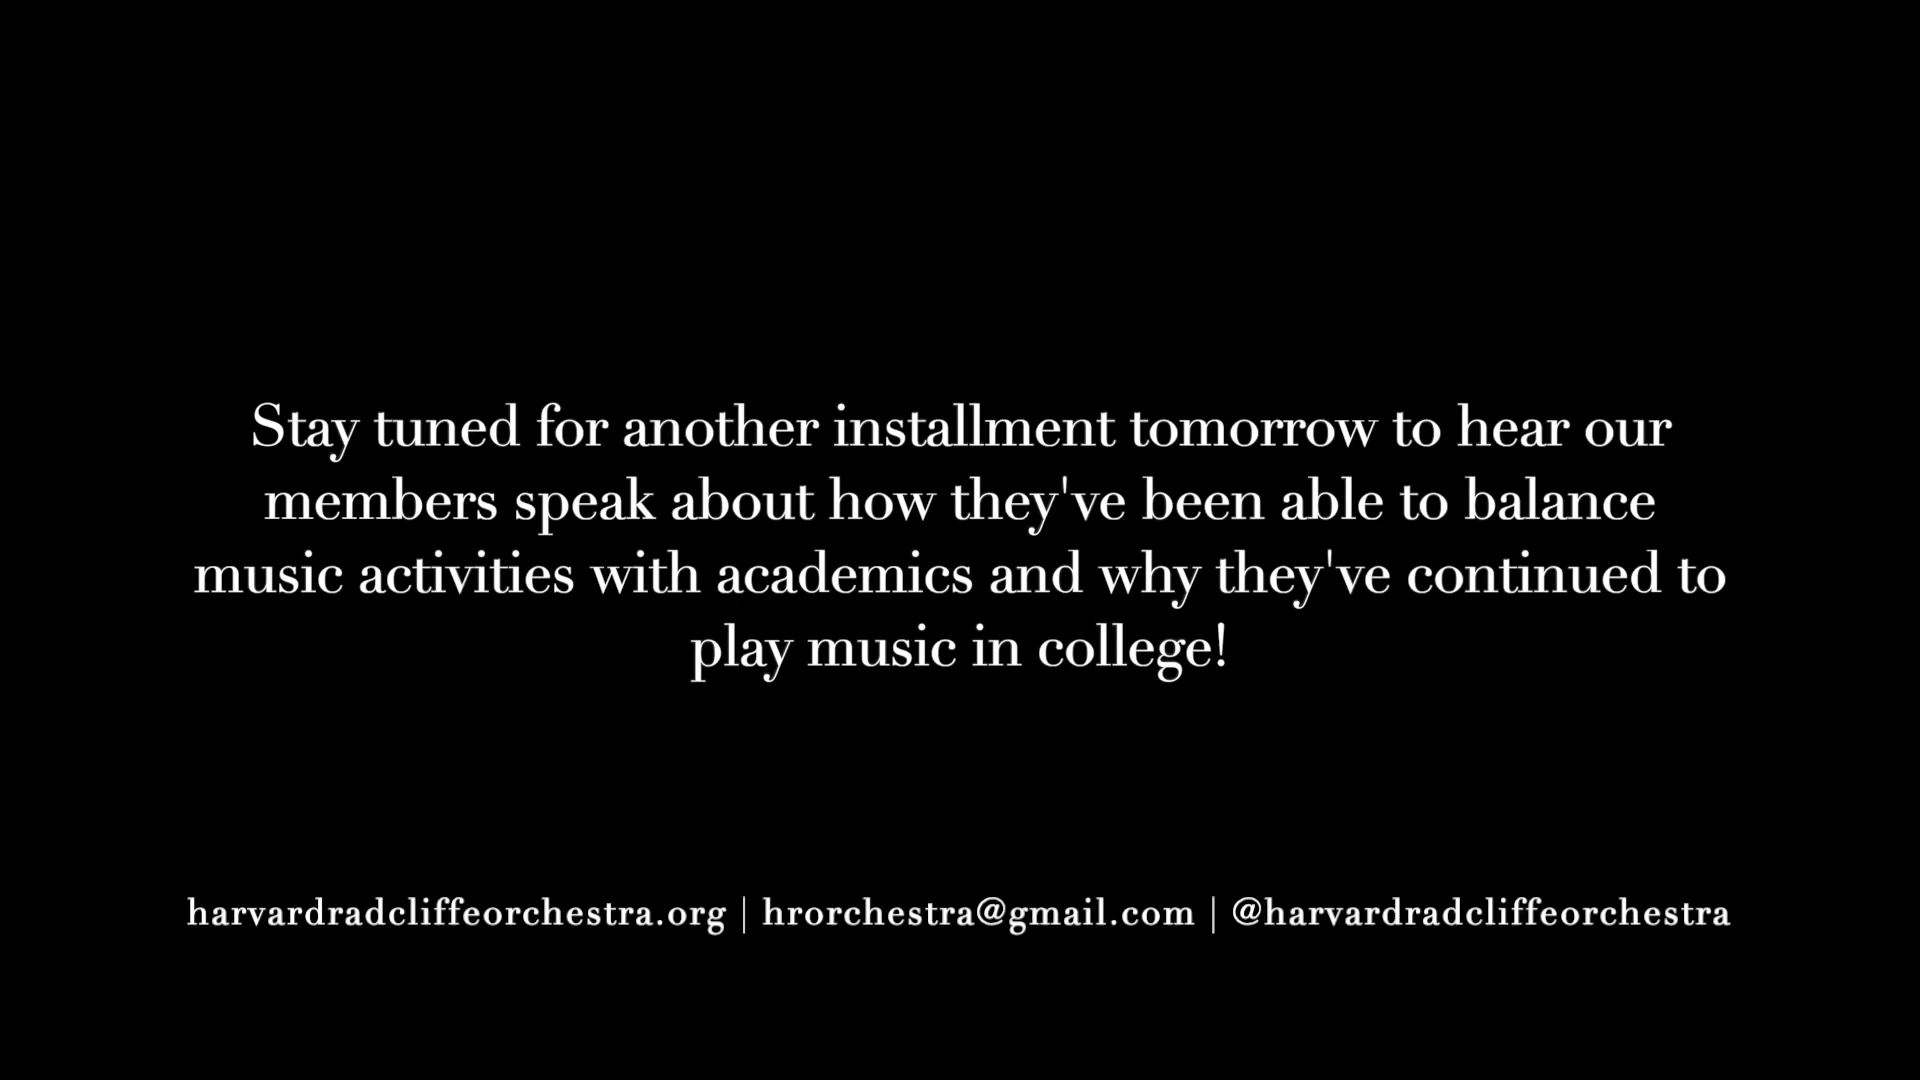 Stay tuned for another installment tomorrow to hear our
members speak about how they've been able to balance
music activities with academics and why they've continued to
play music in college!
harvardradcliffeorchestra.org | hrorchestra@gmail.com | @harvardradcliffeorchestra